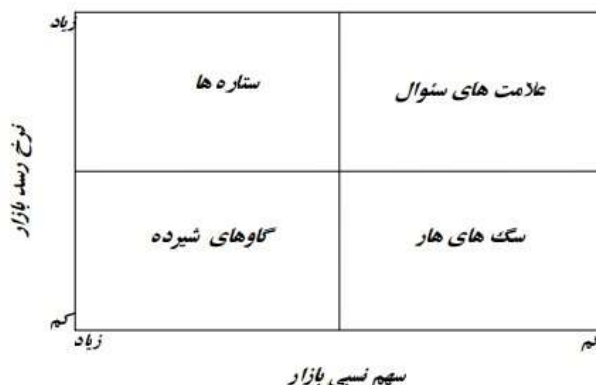 زیاد
ستاره ها
علامت های سئوال
نرخ رسد بازار
گاوهای شیرده
سگ های هار
کم
زیاد
کم
سهم نسبی بازار